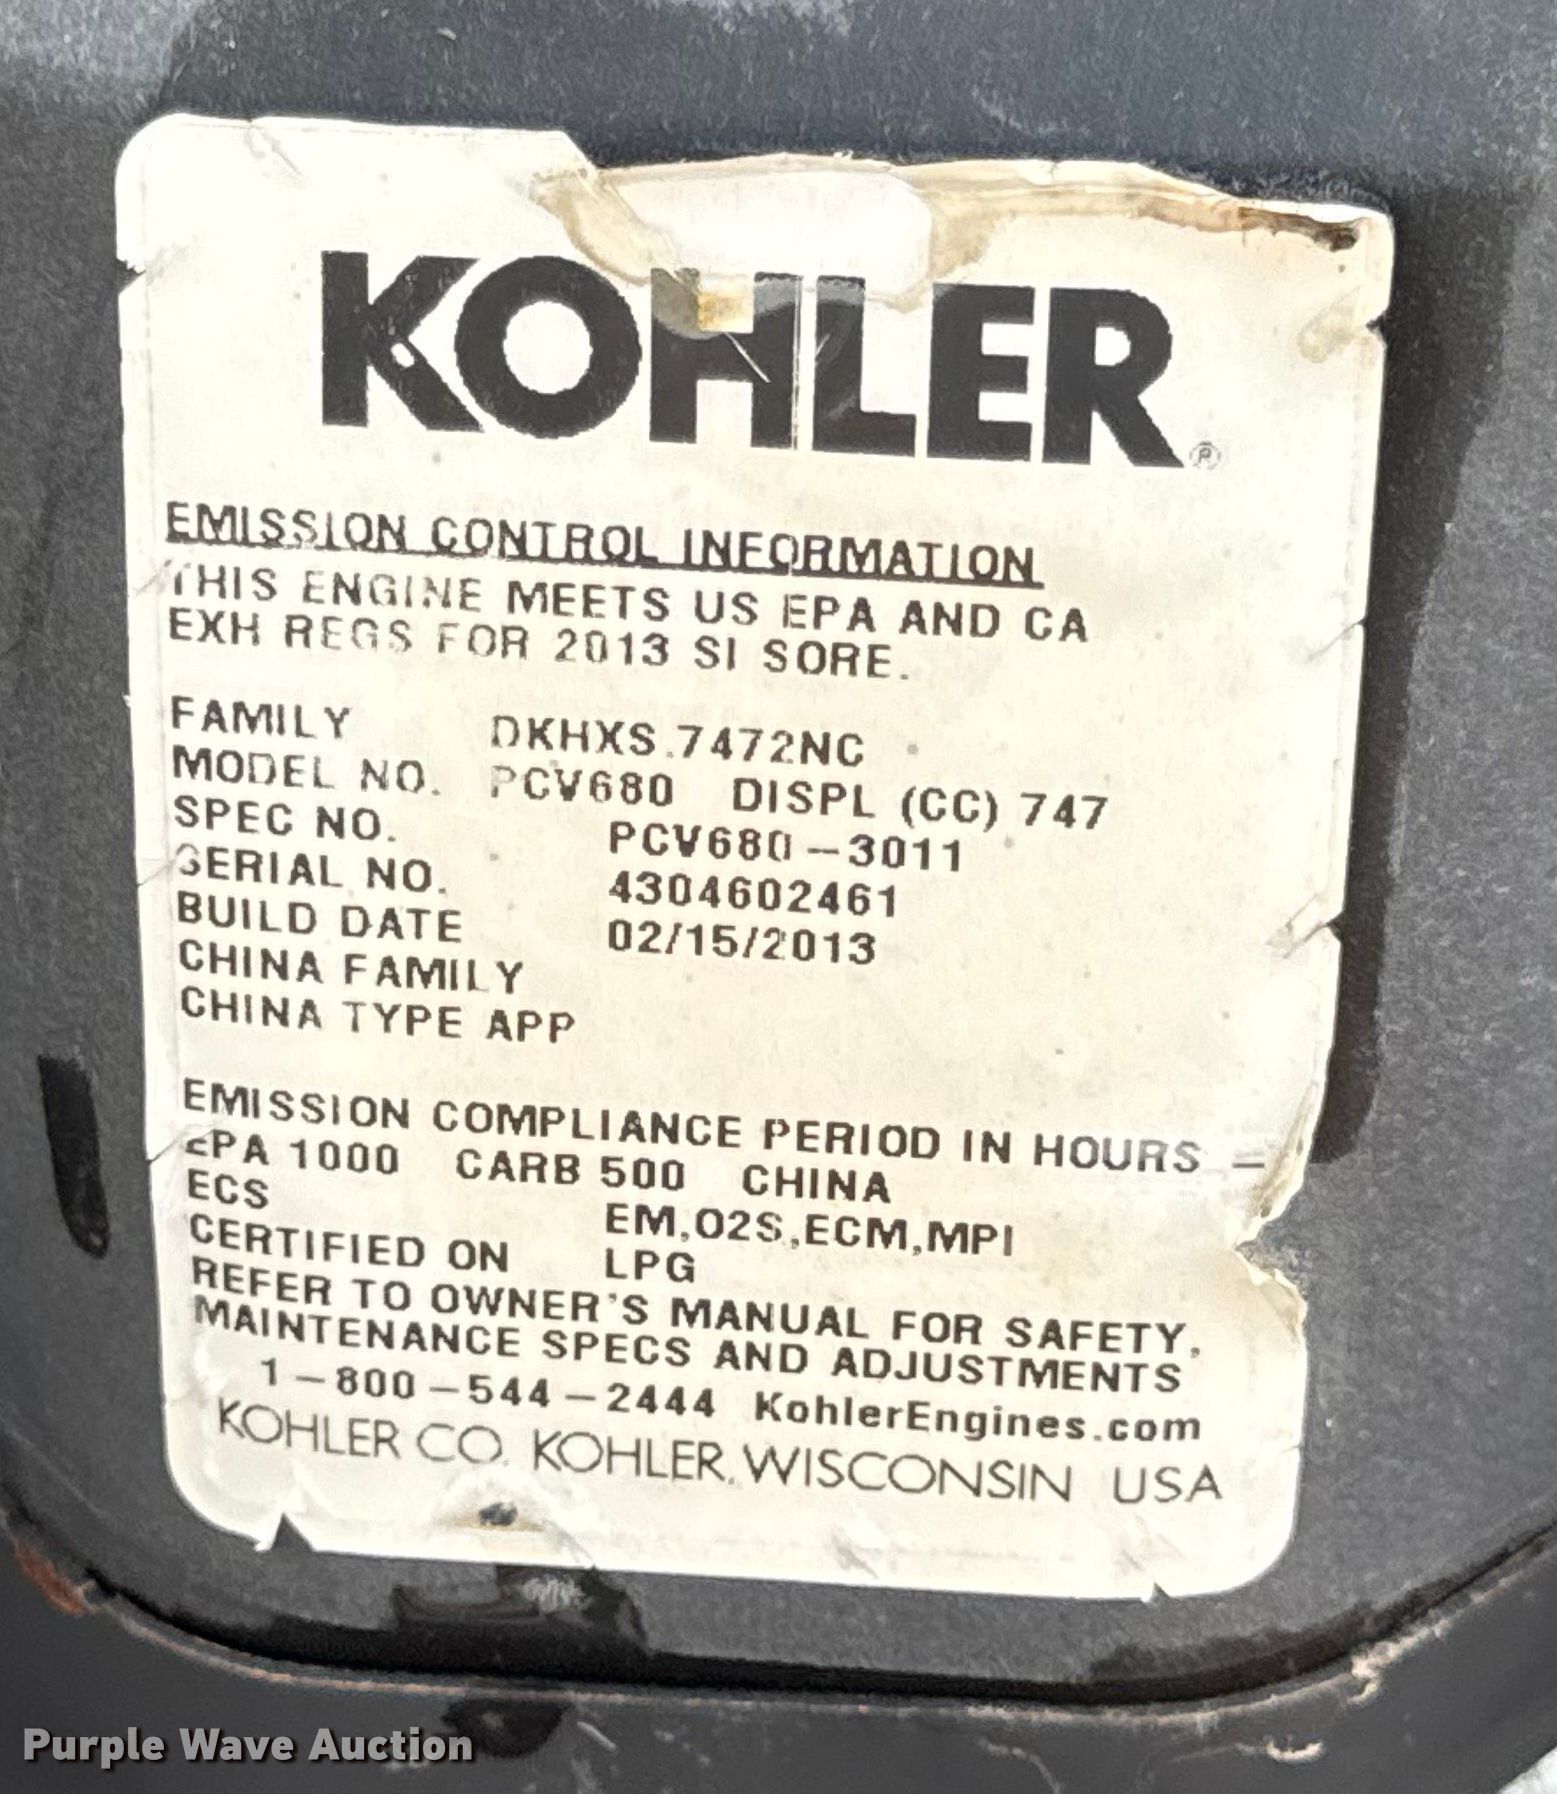 KOHLER®
EMISSION CONTROL INFORMATION
THIS ENGINE MEETS US EPA AND CA
EXH REGS FOR 2013 SI SORE.
FAMILY DKHXS.7472NC
MODEL NO. PCV680 DISPL (CC) 747
SPEC NO. PCV680-3011
SERIAL NO. 4304602461
BUILD DATE 02/15/2013
CHINA FAMILY
CHINA TYPE APP
EMISSION COMPLIANCE PERIOD IN HOURS =
EPA 1000 CARB 500 CHINA
ECS EM,O2S,ECM,MPI
CERTIFIED ON LPG
REFER TO OWNER'S MANUAL FOR SAFETY,
MAINTENANCE SPECS AND ADJUSTMENTS
1-800-544-2444 KohlerEngines.com
KOHLER CO. KOHLER, WISCONSIN USA
Purple Wave Auction